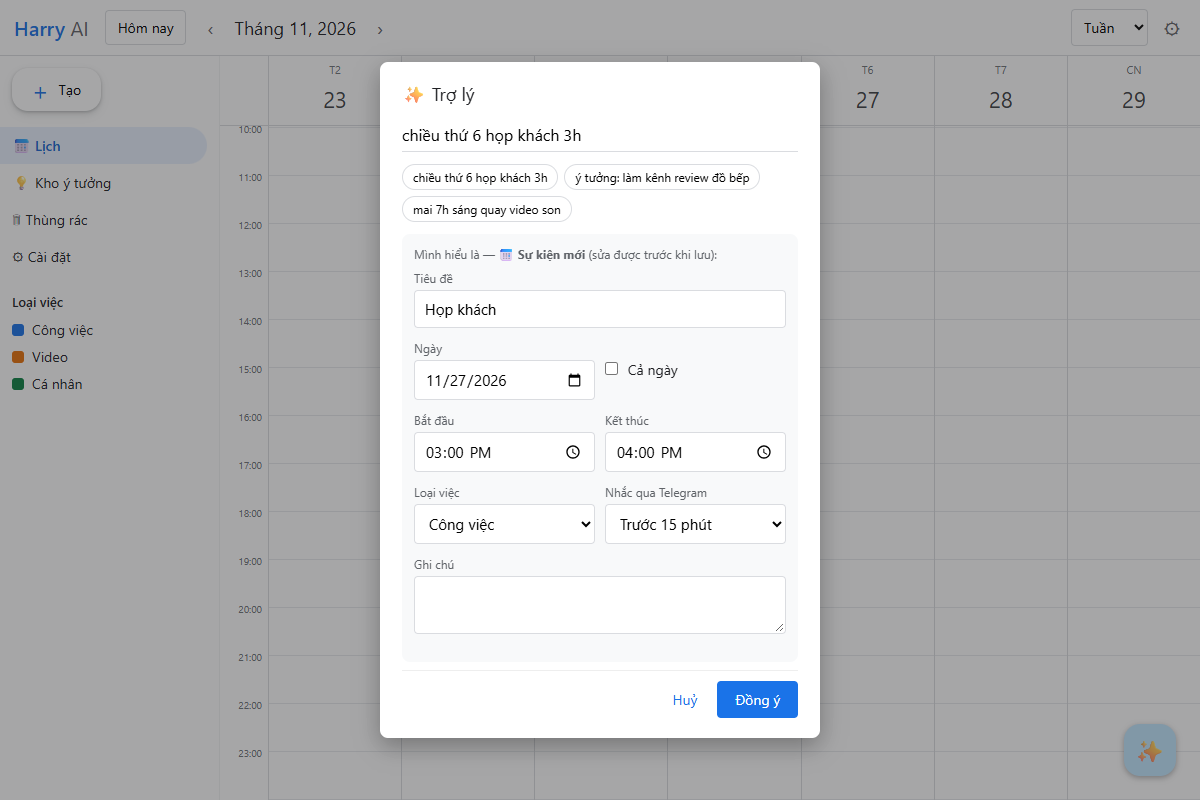 Harry AI
Hôm nay
‹ Tháng 11, 2026 ›
Tuần
Tạo
Lịch
Kho ý tưởng
Thùng rác
Cài đặt
Loại việc
Công việc
Video
Cá nhân
T2
23
T6
27
T7
28
CN
29
10:00
11:00
12:00
13:00
14:00
15:00
16:00
17:00
18:00
19:00
20:00
21:00
22:00
23:00
Trợ lý
chiều thứ 6 họp khách 3h
chiều thứ 6 họp khách 3h
ý tưởng: làm kênh review đồ bếp
mai 7h sáng quay video son
Mình hiểu là — Sự kiện mới (sửa được trước khi lưu):
Tiêu đề
Họp khách
Ngày
11/27/2026
Cả ngày
Bắt đầu
Kết thúc
03:00 PM
04:00 PM
Loại việc
Nhắc qua Telegram
Công việc
Trước 15 phút
Ghi chú
Huỷ
Đồng ý